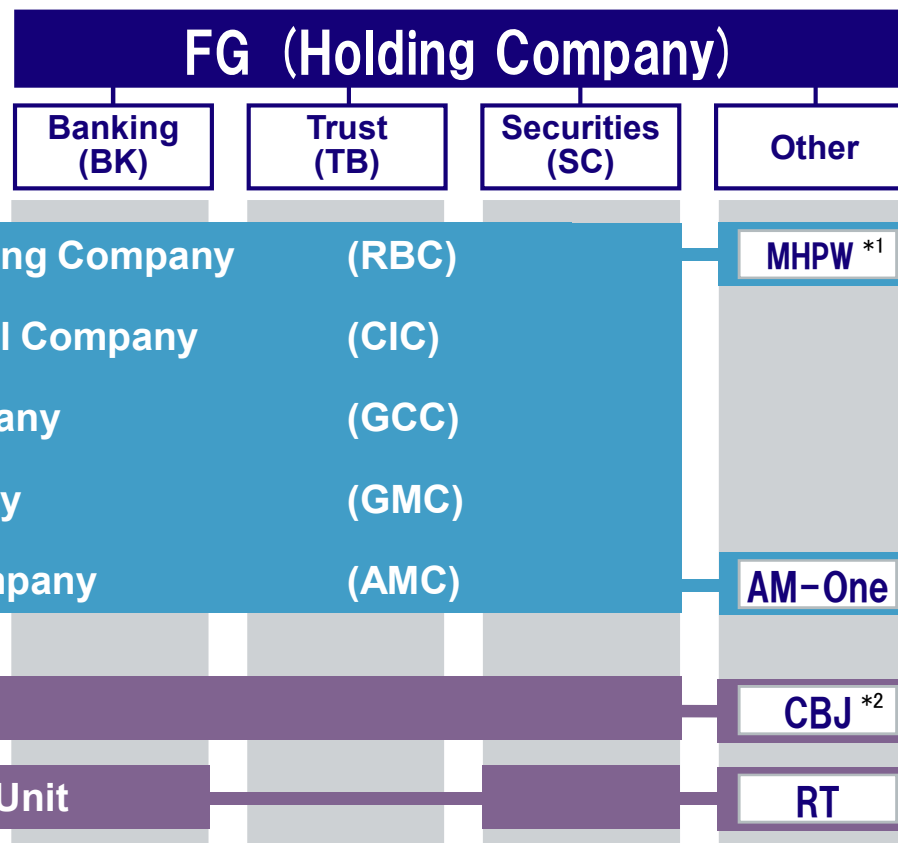 FG (Holding Company)
Banking
(BK)
Trust
(TB)
Securities
(SC)
Other
ng Company (RBC)
MHPW *1
l Company (CIC)
any (GCC)
y (GMC)
pany (AMC)
AM-One
CBJ *2
Unit
RT